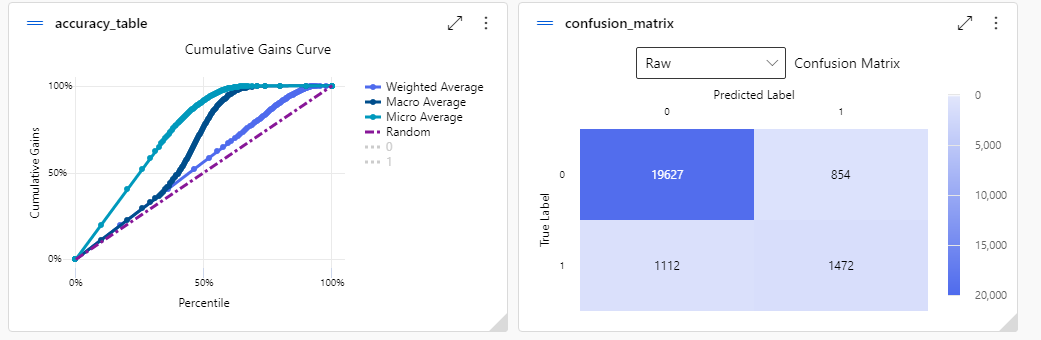 accuracy_table
Cumulative Gains Curve
Cumulative Gains
100%
50%
0%
0%
50%
100%
Percentile
Weighted Average
Macro Average
Micro Average
Random
0
1
confusion_matrix
Raw
Confusion Matrix
Predicted Label
0
1
True Label
0
19627
854
1
1112
1472
0
5,000
10,000
15,000
20,000